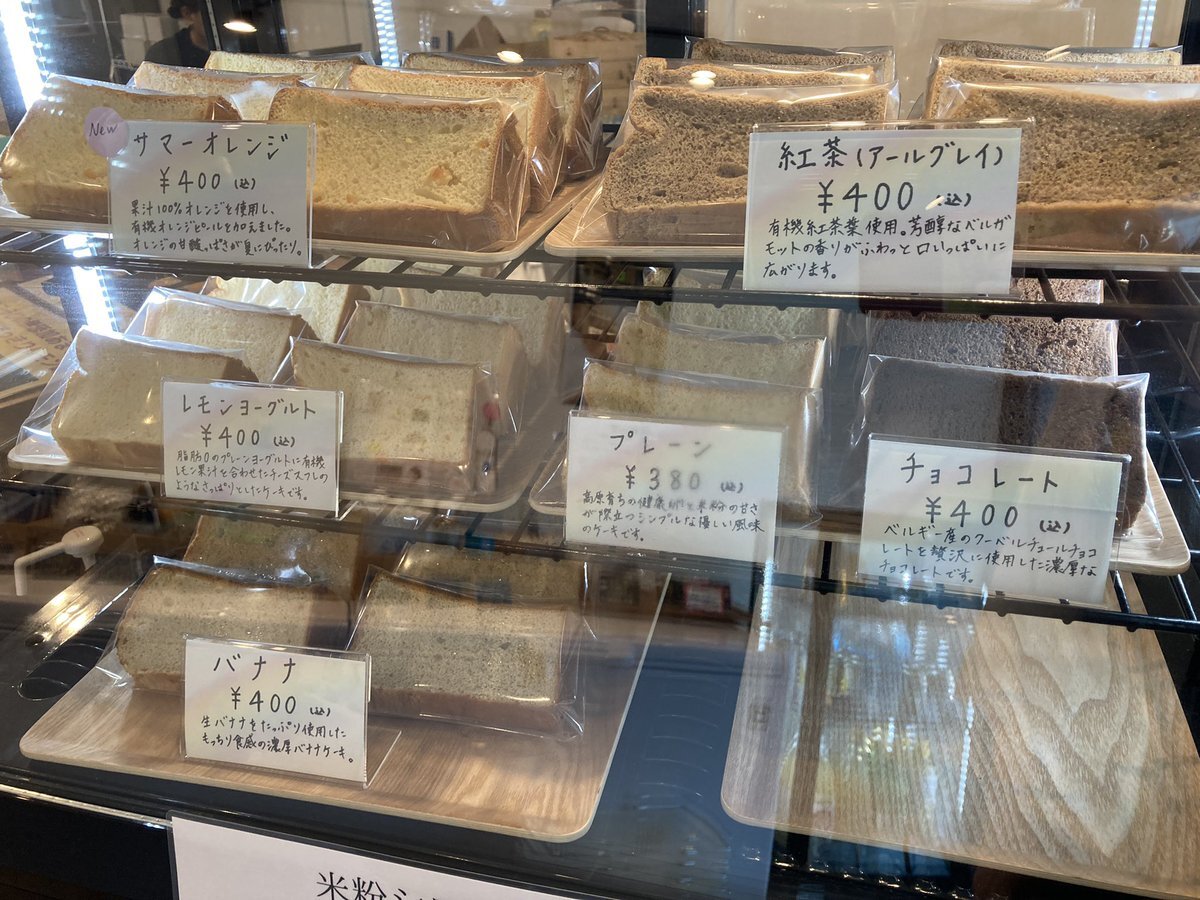 New
サマーオレンジ
¥400(込)
果汁100%オレンジを使用し、
有機オレンジピールを加えました。
オレンジの甘酸っぱさが夏にぴったり。
紅茶(アールグレイ)
¥400(込)
有機紅茶葉使用。芳醇なベルガ
モットの香りがふわっと口いっぱいに
広がります。
レモンヨーグルト
¥400(込)
脂肪0のプレーンヨーグルトに有機
レモン果汁を合わせたチーズスフレの
ようなさっぱりとしたケーキです。
プレーン
¥380(込)
高原育ちの健康卵と米粉の甘さ
が際立つシンプルな優しい風味
のケーキです。
チョコレート
¥400(込)
ベルギー産のクーベルチュールチョコ
レートを贅沢に使用した濃厚な
チョコレートです。
バナナ
¥400(込)
生バナナをたっぷり使用した
もっちり食感の濃厚バナナケーキ。
米粉シ